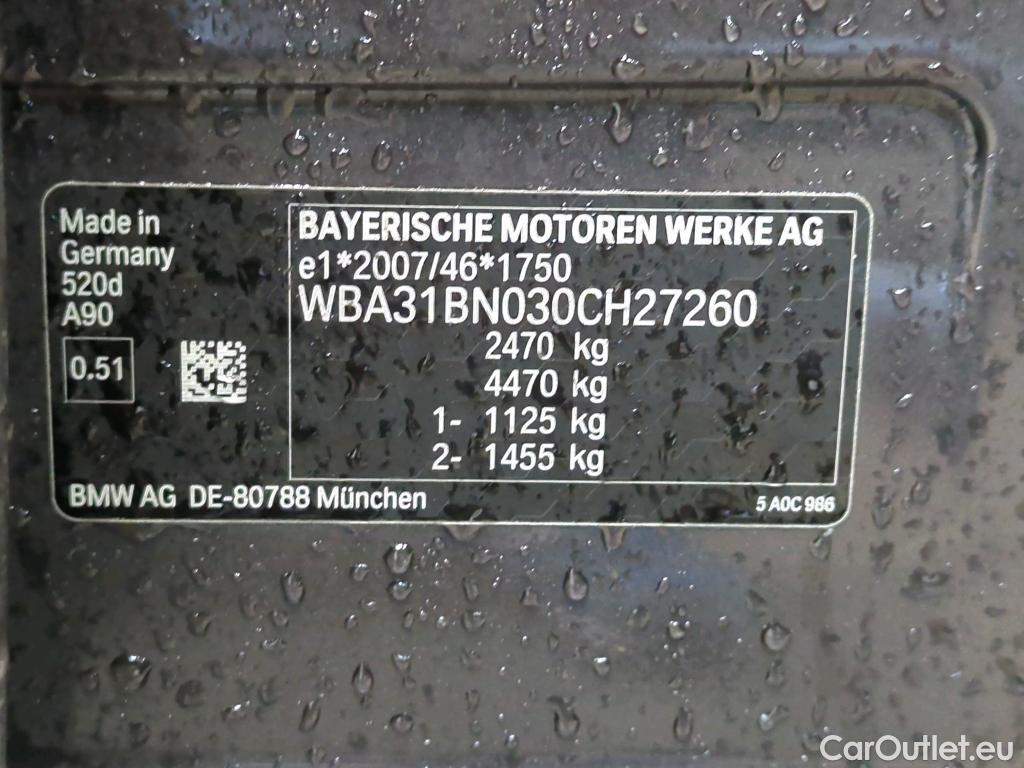 Made in
Germany
520d
A90
0.51
BAYERISCHE MOTOREN WERKE AG
e1*2007/46*1750
WBA31BN030CH27260
2470 kg
4470 kg
1- 1125 kg
2- 1455 kg
BMW AG DE-80788 München
5 A0C 986
CarOutlet.eu